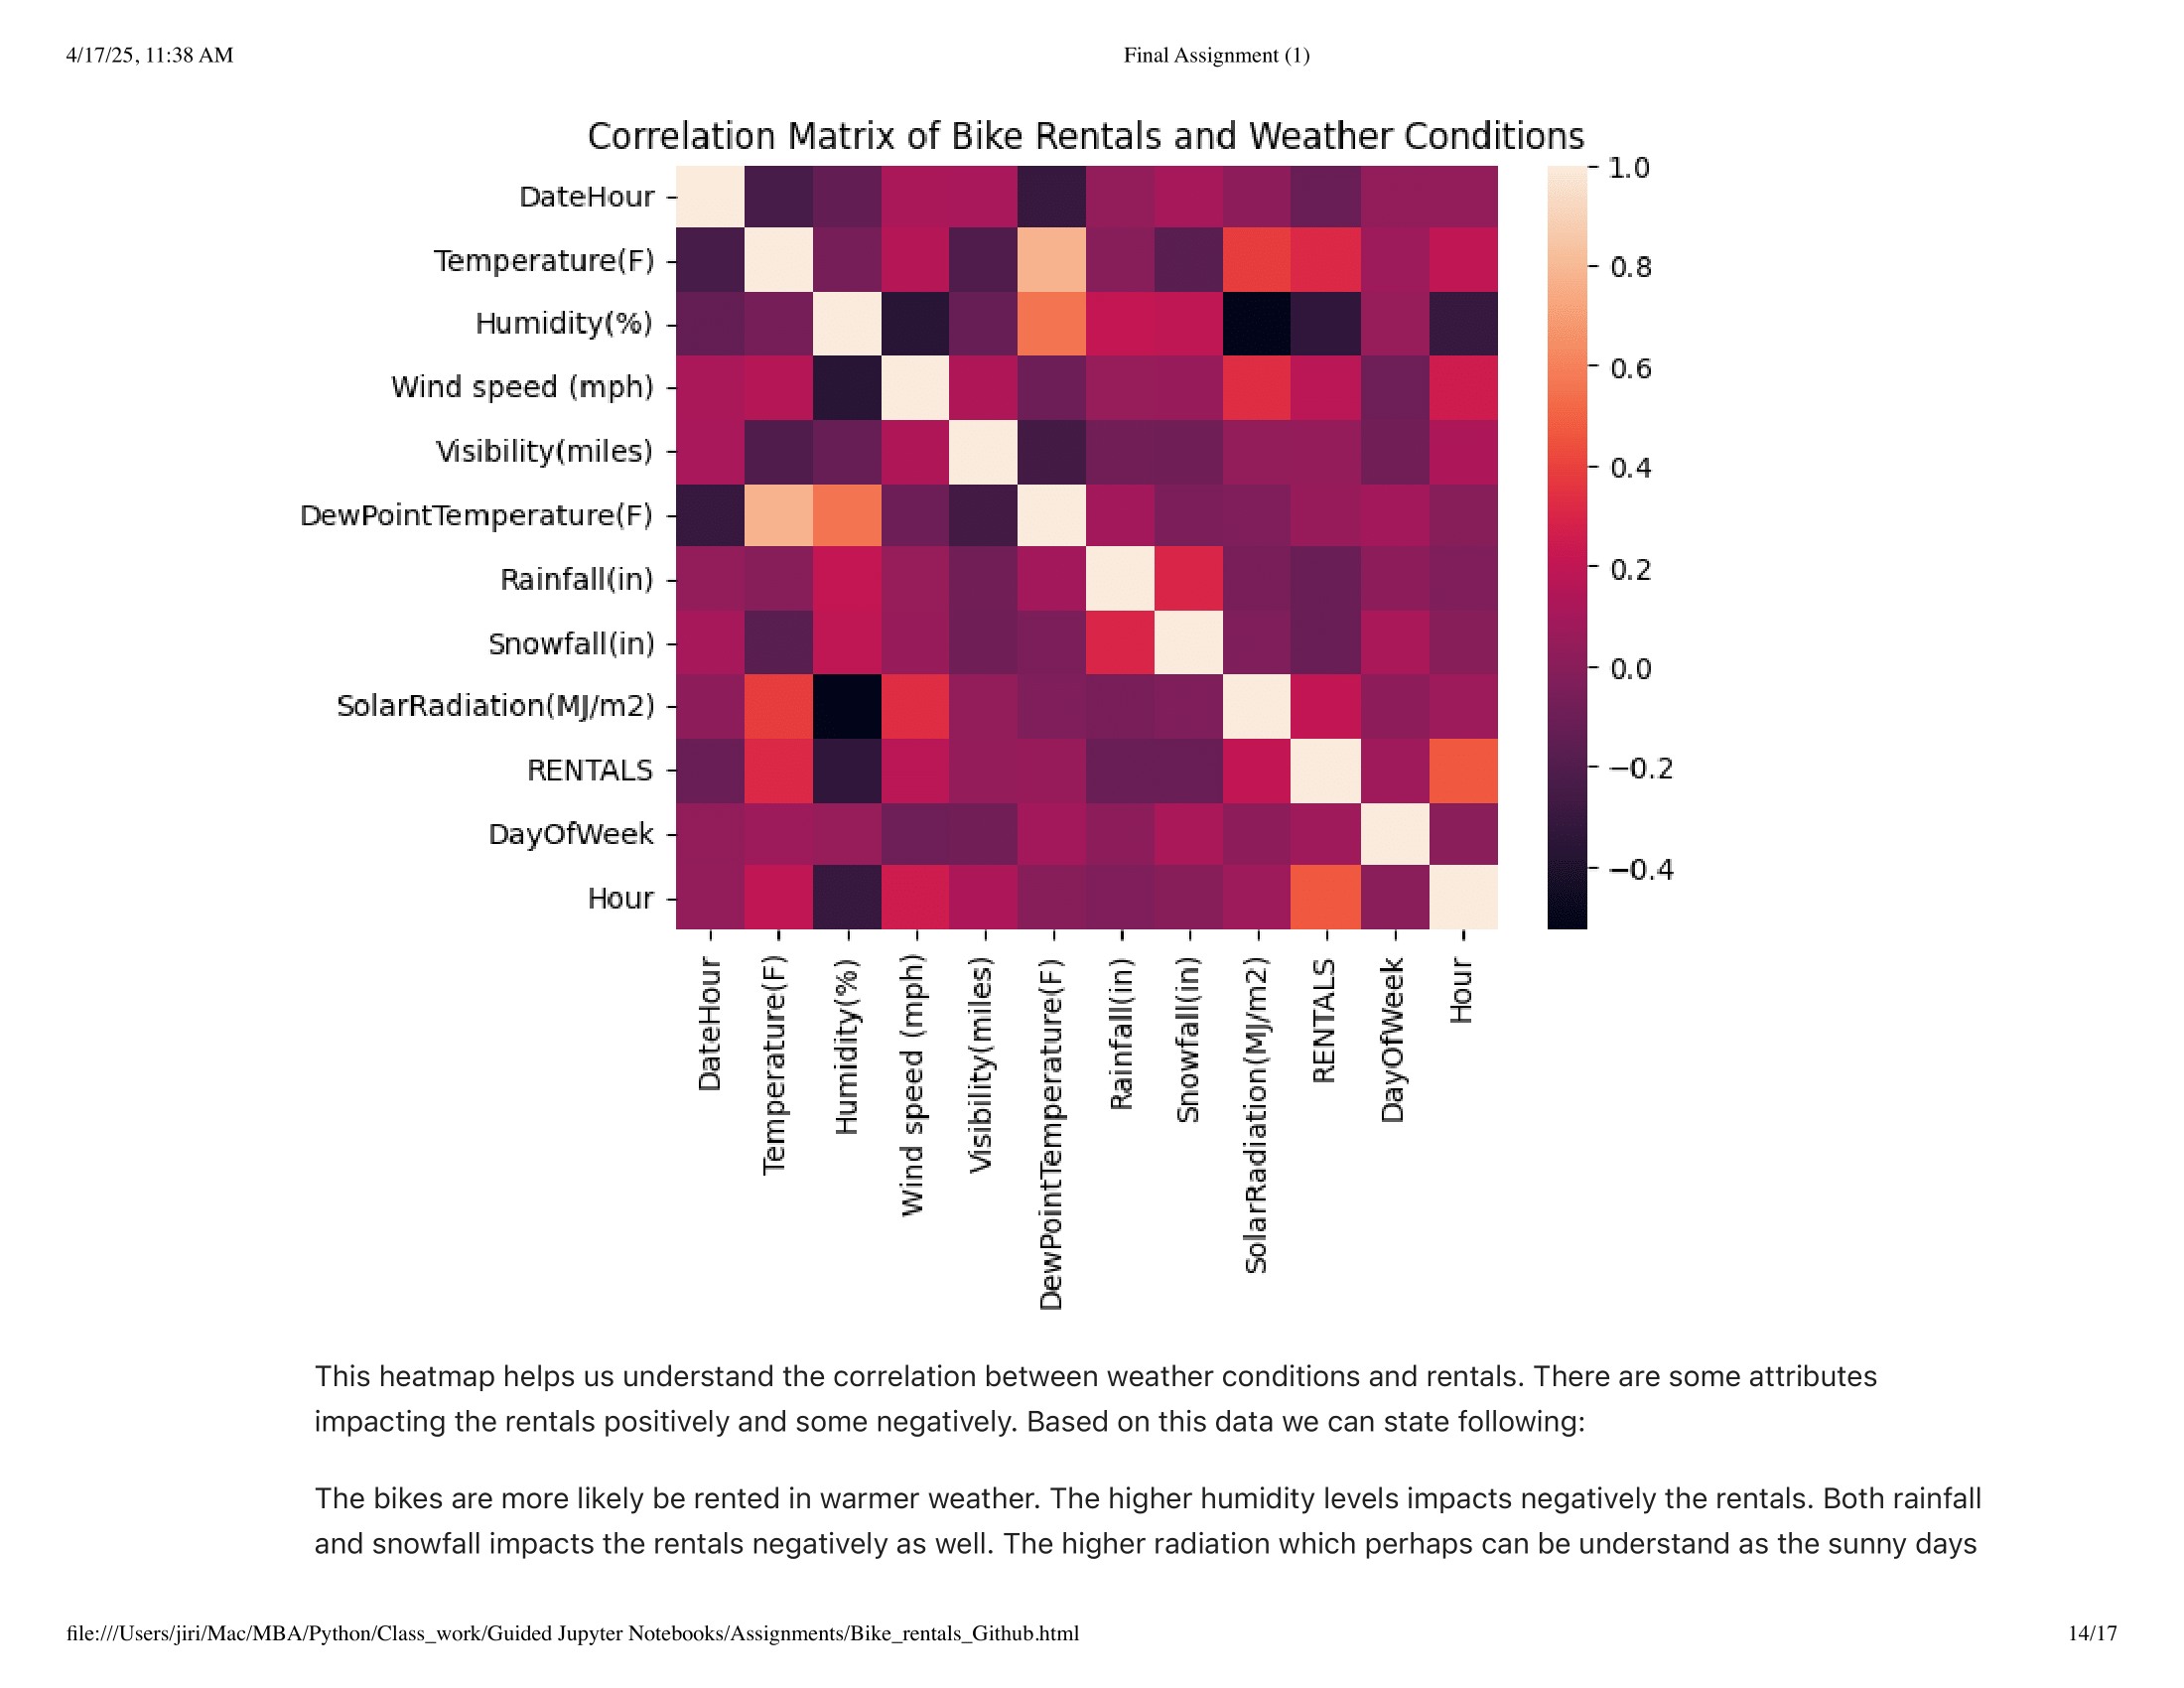 4/17/25, 11:38 AM
Final Assignment (1)
Correlation Matrix of Bike Rentals and Weather Conditions
DateHour
Temperature(F)
Humidity(%)
Wind speed (mph)
Visibility(miles)
DewPointTemperature(F)
Rainfall(in)
Snowfall(in)
SolarRadiation(MJ/m2)
RENTALS
DayOfWeek
Hour
1.0
0.8
0.6
0.4
0.2
0.0
−0.2
−0.4
DateHour
Temperature(F)
Humidity(%)
Wind speed (mph)
Visibility(miles)
DewPointTemperature(F)
Rainfall(in)
Snowfall(in)
SolarRadiation(MJ/m2)
RENTALS
DayOfWeek
Hour
This heatmap helps us understand the correlation between weather conditions and rentals. There are some attributes
impacting the rentals positively and some negatively. Based on this data we can state following:
The bikes are more likely be rented in warmer weather. The higher humidity levels impacts negatively the rentals. Both rainfall
and snowfall impacts the rentals negatively as well. The higher radiation which perhaps can be understand as the sunny days
file:///Users/jiri/Mac/MBA/Python/Class_work/Guided Jupyter Notebooks/Assignments/Bike_rentals_Github.html
14/17